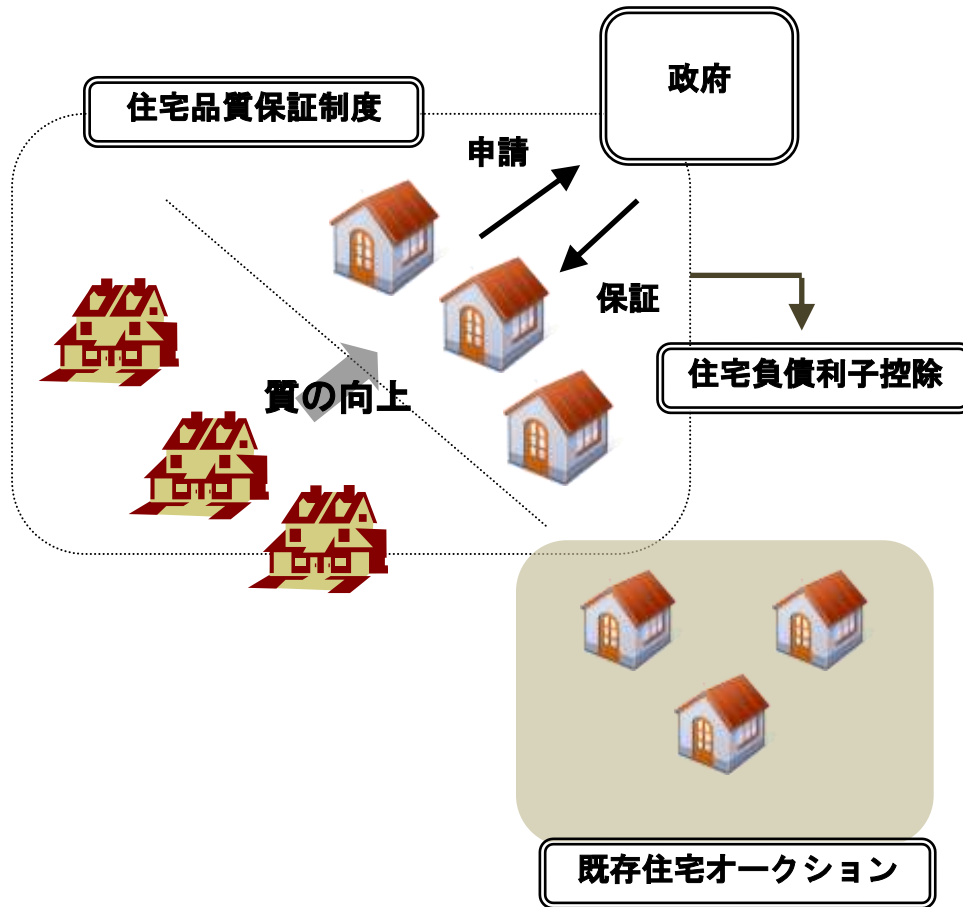 政府
住宅品質保証制度
申請
保証
住宅負債利子控除
質の向上
既存住宅オークション